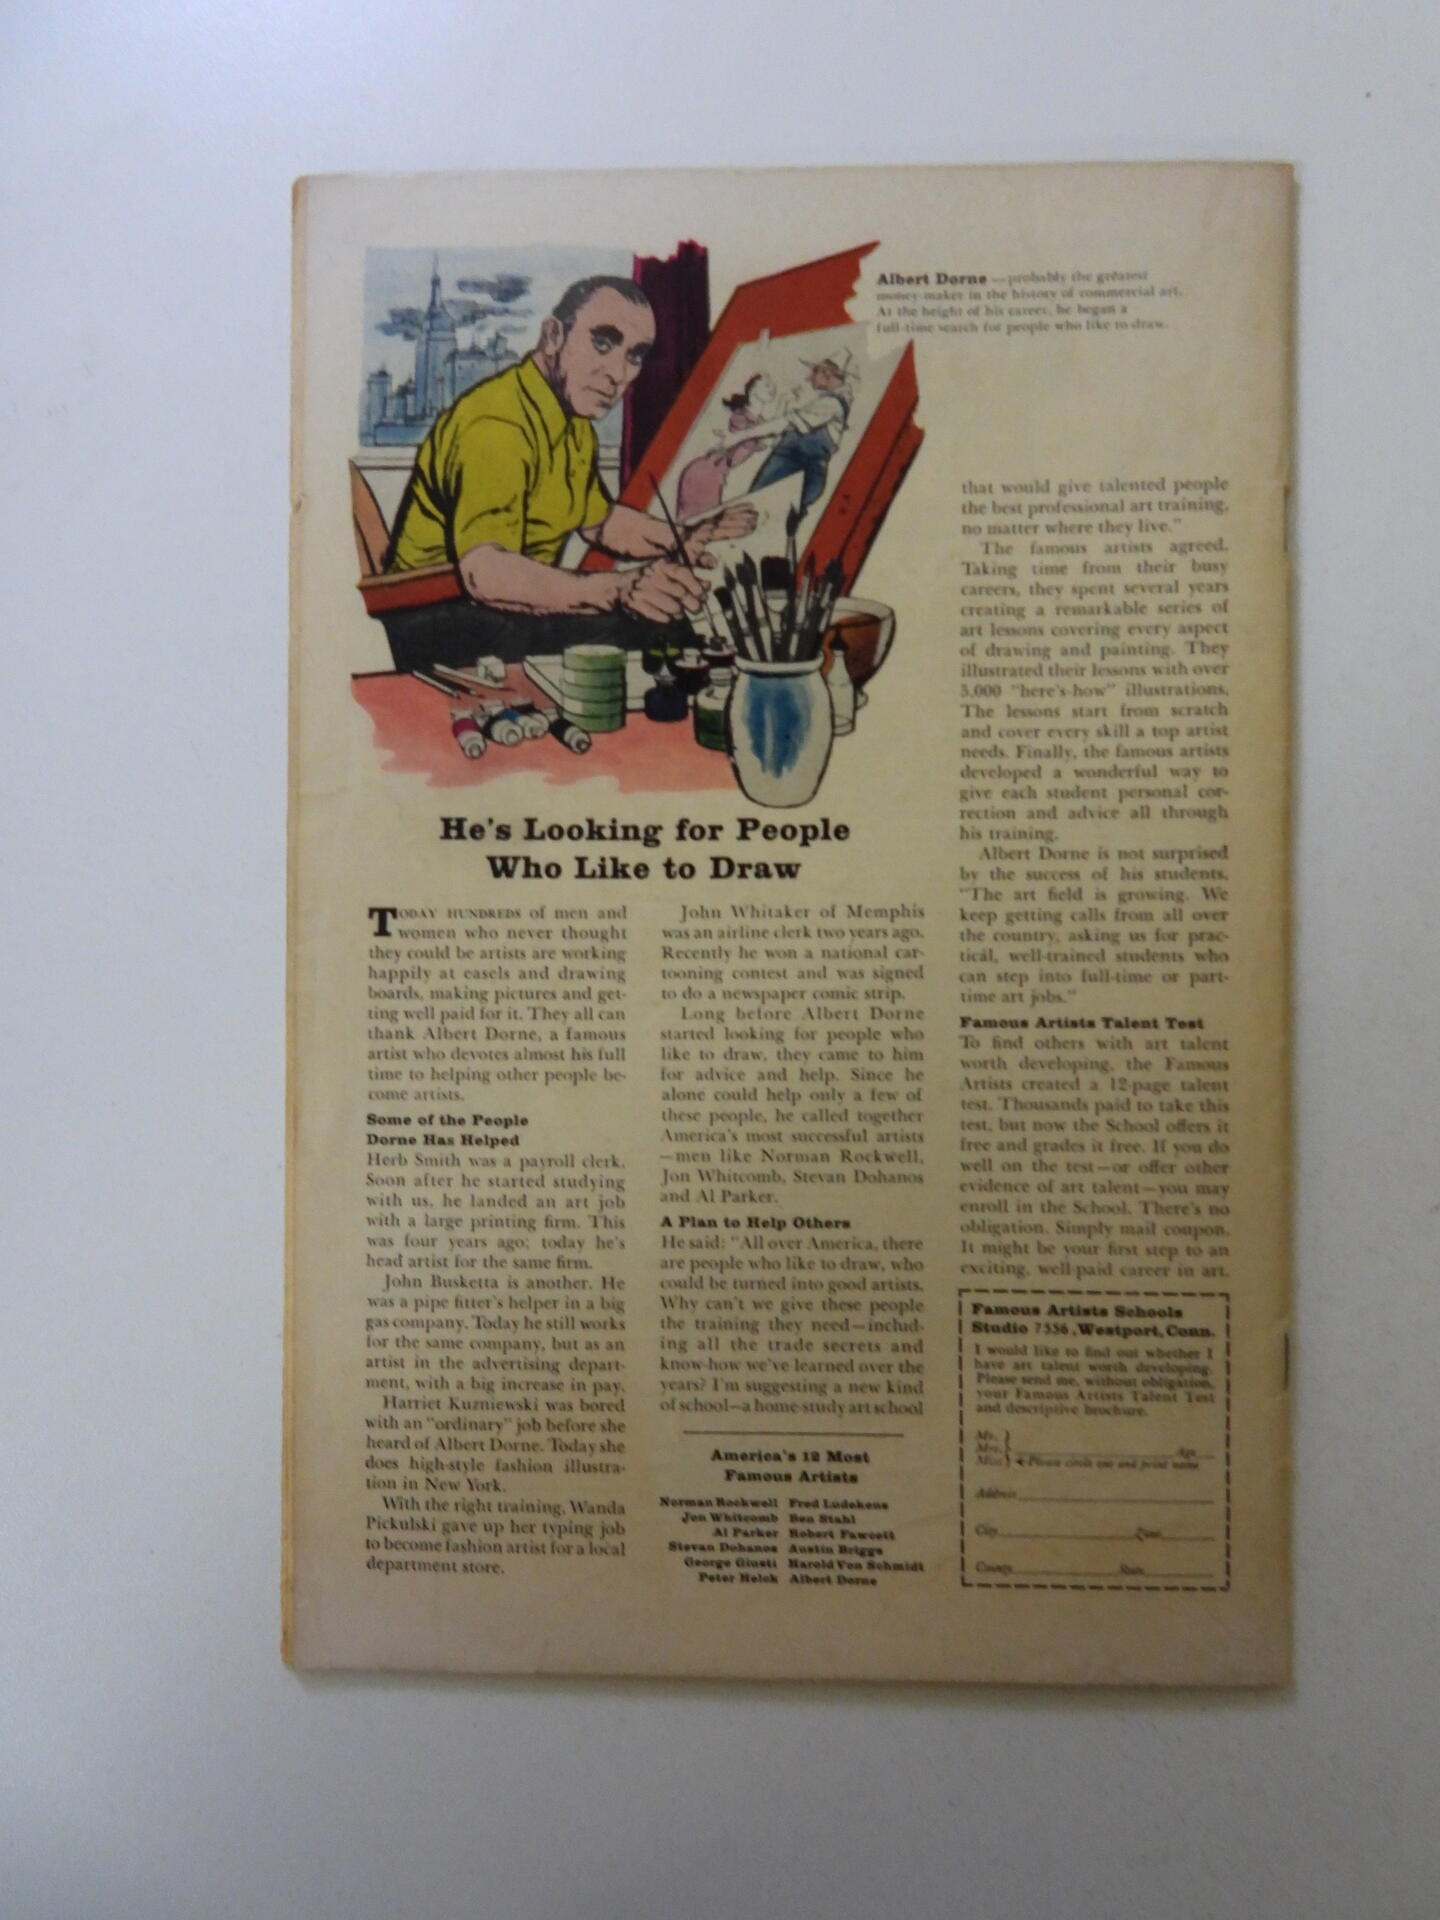 Albert Dorne — probably the greatest
money-maker in the history of commercial art.
At the height of his career, he began a
full-time search for people who like to draw.
He's Looking for People
Who Like to Draw
TODAY HUNDREDS of men and
women who never thought
they could be artists are working
happily at easels and drawing
boards, making pictures and get-
ting well paid for it. They all can
thank Albert Dorne, a famous
artist who devotes almost his full
time to helping other people be-
come artists.
Some of the People
Dorne Has Helped
Herb Smith was a payroll clerk.
Soon after he started studying
with us, he landed an art job
with a large printing firm. This
was four years ago; today he's
head artist for the same firm.
John Busketta is another. He
was a pipe fitter's helper in a big
gas company. Today he still works
for the same company, but as an
artist in the advertising depart-
ment, with a big increase in pay.
Harriet Kuzniewski was bored
with an "ordinary" job before she
heard of Albert Dorne. Today she
does high-style fashion illustra-
tion in New York.
With the right training, Wanda
Pickulski gave up her typing job
to become fashion artist for a local
department store.
John Whitaker of Memphis
was an airline clerk two years ago.
Recently he won a national car-
tooning contest and was signed
to do a newspaper comic strip.
Long before Albert Dorne
started looking for people who
like to draw, they came to him
for advice and help. Since he
alone could help only a few of
these people, he called together
America's most successful artists
—men like Norman Rockwell,
Jon Whitcomb, Stevan Dohanos
and Al Parker.
A Plan to Help Others
He said: "All over America, there
are people who like to draw, who
could be turned into good artists.
Why can't we give these people
the training they need—includ-
ing all the trade secrets and
know-how we've learned over the
years? I'm suggesting a new kind
of school—a home-study art school
America's 12 Most
Famous Artists
Norman Rockwell Fred Ludekens
Jon Whitcomb Ben Stahl
Al Parker Robert Fawcett
Stevan Dohanos Austin Briggs
George Giusti Harold Von Schmidt
Peter Helck Albert Dorne
that would give talented people
the best professional art training,
no matter where they live."
The famous artists agreed.
Taking time from their busy
careers, they spent several years
creating a remarkable series of
art lessons covering every aspect
of drawing and painting. They
illustrated their lessons with over
5,000 "here's-how" illustrations.
The lessons start from scratch
and cover every skill a top artist
needs. Finally, the famous artists
developed a wonderful way to
give each student personal cor-
rection and advice all through
his training.
Albert Dorne is not surprised
by the success of his students.
"The art field is growing. We
keep getting calls from all over
the country, asking us for prac-
tical, well-trained students who
can step into full-time or part-
time art jobs."
Famous Artists Talent Test
To find others with art talent
worth developing, the Famous
Artists created a 12-page talent
test. Thousands paid to take this
test, but now the School offers it
free and grades it free. If you do
well on the test—or offer other
evidence of art talent—you may
enroll in the School. There's no
obligation. Simply mail coupon.
It might be your first step to an
exciting, well-paid career in art.
Famous Artists Schools
Studio 7556, Westport, Conn.
I would like to find out whether I
have art talent worth developing.
Please send me, without obligation,
your Famous Artists Talent Test
and descriptive brochure.
Mr.
Mrs. Age
Miss Please circle one and print name
Address
City Zone
County State